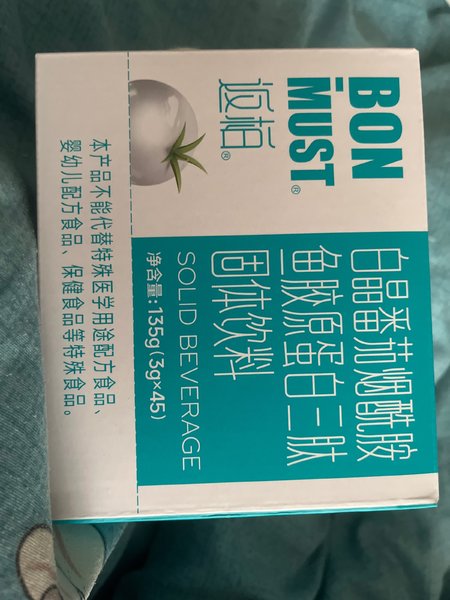 BON
iMUST®
返柏®
白晶番茄烟酰胺
鱼胶原蛋白三肽
固体饮料
SOLID BEVERAGE
净含量:135g(3g×45)
本产品不能代替特殊医学用途配方食品、
婴幼儿配方食品、保健食品等特殊食品。